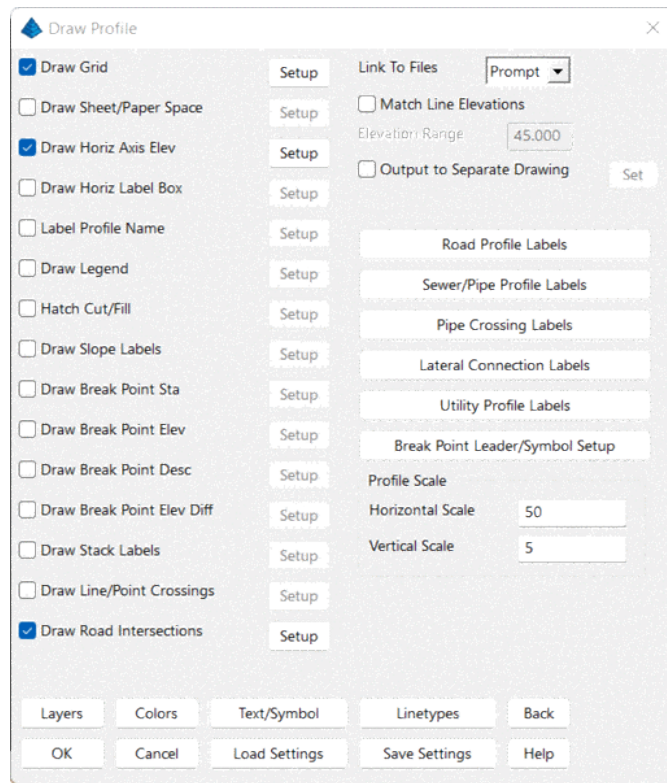 Draw Profile
Draw Grid Setup
Draw Sheet/Paper Space Setup
Draw Horiz Axis Elev Setup
Draw Horiz Label Box Setup
Label Profile Name Setup
Draw Legend Setup
Hatch Cut/Fill Setup
Draw Slope Labels Setup
Draw Break Point Sta Setup
Draw Break Point Elev Setup
Draw Break Point Desc Setup
Draw Break Point Elev Diff Setup
Draw Stack Labels Setup
Draw Line/Point Crossings Setup
Draw Road Intersections Setup
Link To Files Prompt
Match Line Elevations
Elevation Range 45.000
Output to Separate Drawing Set
Road Profile Labels
Sewer/Pipe Profile Labels
Pipe Crossing Labels
Lateral Connection Labels
Utility Profile Labels
Break Point Leader/Symbol Setup
Profile Scale
Horizontal Scale 50
Vertical Scale 5
Layers Colors Text/Symbol Linetypes Back
OK Cancel Load Settings Save Settings Help